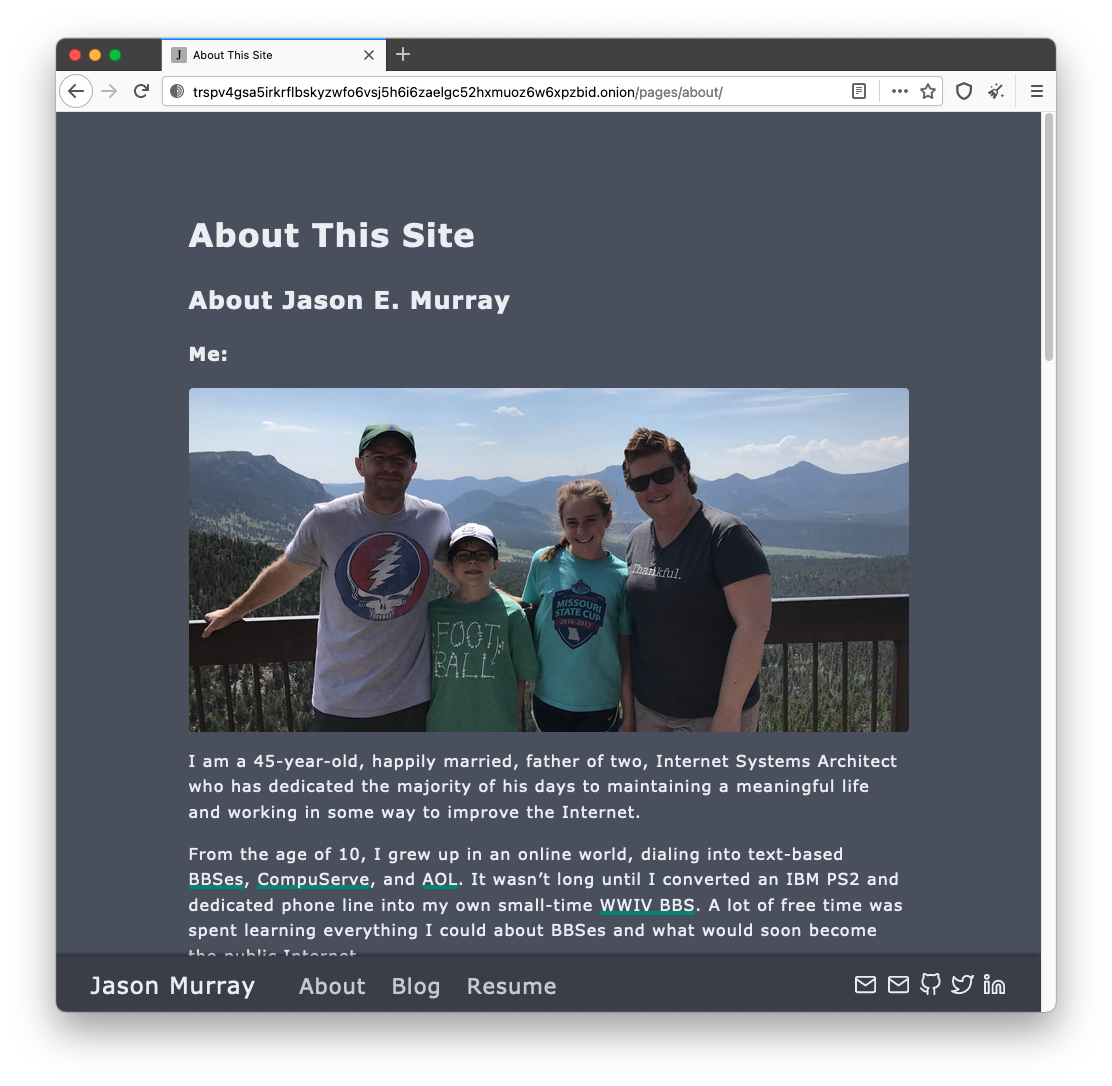 J About This Site
trspv4gsa5irkrflbskyzwfo6vsj5h6i6zaelgc52hxmuoz6w6xpzbid.onion/pages/about/
About This Site
About Jason E. Murray
Me:
Thankful.
FOOT
BALL
MISSOURI
STATE CUP
2016-2017
I am a 45-year-old, happily married, father of two, Internet Systems Architect
who has dedicated the majority of his days to maintaining a meaningful life
and working in some way to improve the Internet.
From the age of 10, I grew up in an online world, dialing into text-based
BBSes, CompuServe, and AOL. It wasn’t long until I converted an IBM PS2 and
dedicated phone line into my own small-time WWIV BBS. A lot of free time was
spent learning everything I could about BBSes and what would soon become
the public Internet.
Jason Murray About Blog Resume
in